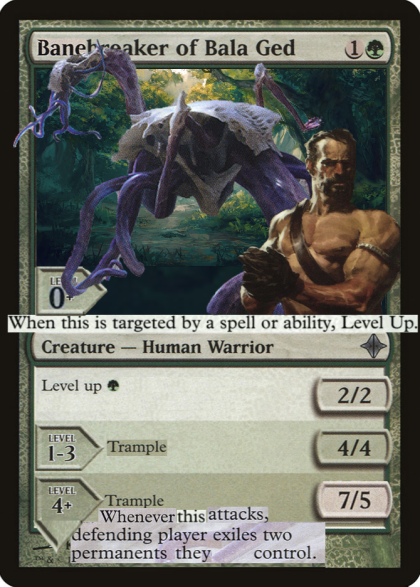 Banebreaker of Bala Ged 1
LEVEL
0+
When this is targeted by a spell or ability, Level Up.
Creature — Human Warrior
Level up
2/2
LEVEL
1-3
Trample
4/4
LEVEL
4+
Trample
7/5
Whenever this attacks,
defending player exiles two
permanents they control.